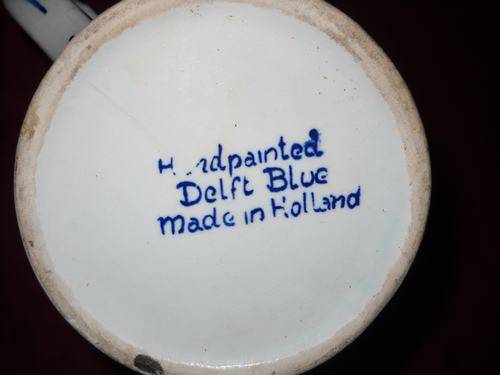 Handpainted
Delft Blue
made in Holland